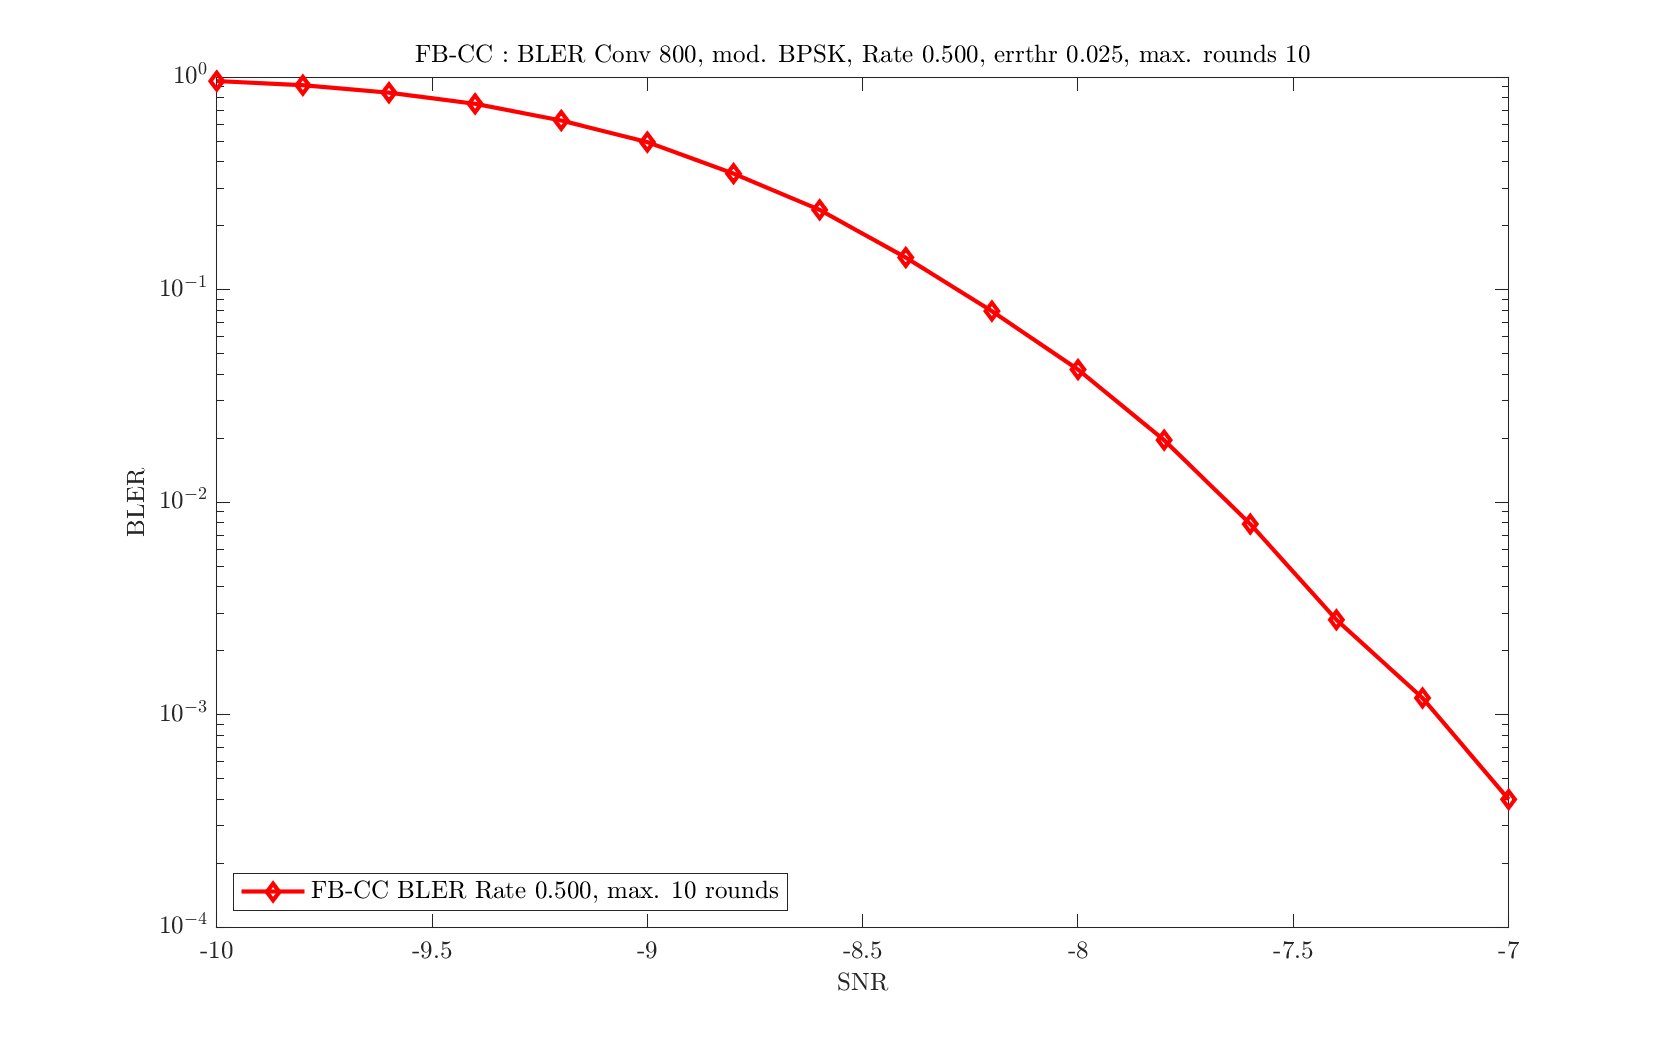 FB-CC : BLER Conv 800, mod. BPSK, Rate 0.500, errthr 0.025, max. rounds 10
10^0
10^-1
10^-2
10^-3
10^-4
BLER
FB-CC BLER Rate 0.500, max. 10 rounds
-10 -9.5 -9 -8.5 -8 -7.5 -7
SNR